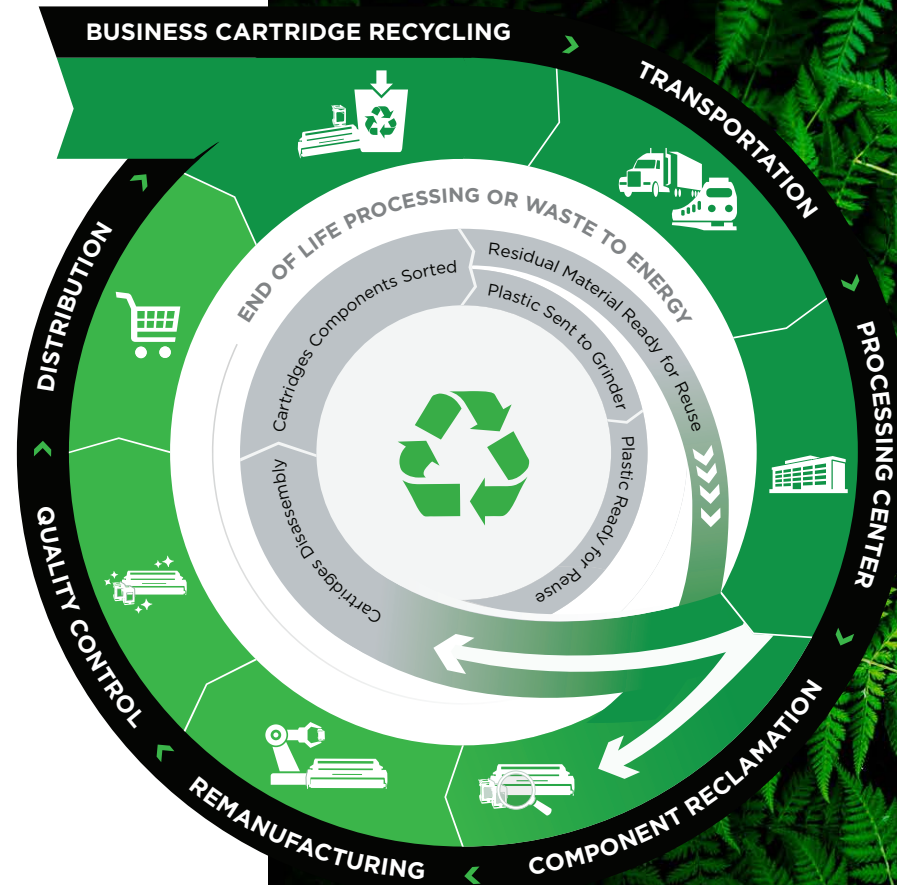 BUSINESS CARTRIDGE RECYCLING
TRANSPORTATION
PROCESSING CENTER
COMPONENT RECLAMATION
REMANUFACTURING
QUALITY CONTROL
DISTRIBUTION
END OF LIFE PROCESSING OR WASTE TO ENERGY
Cartridges Disassembly
Cartridges Components Sorted
Residual Material Ready for Reuse
Plastic Sent to Grinder
Plastic Ready for Reuse